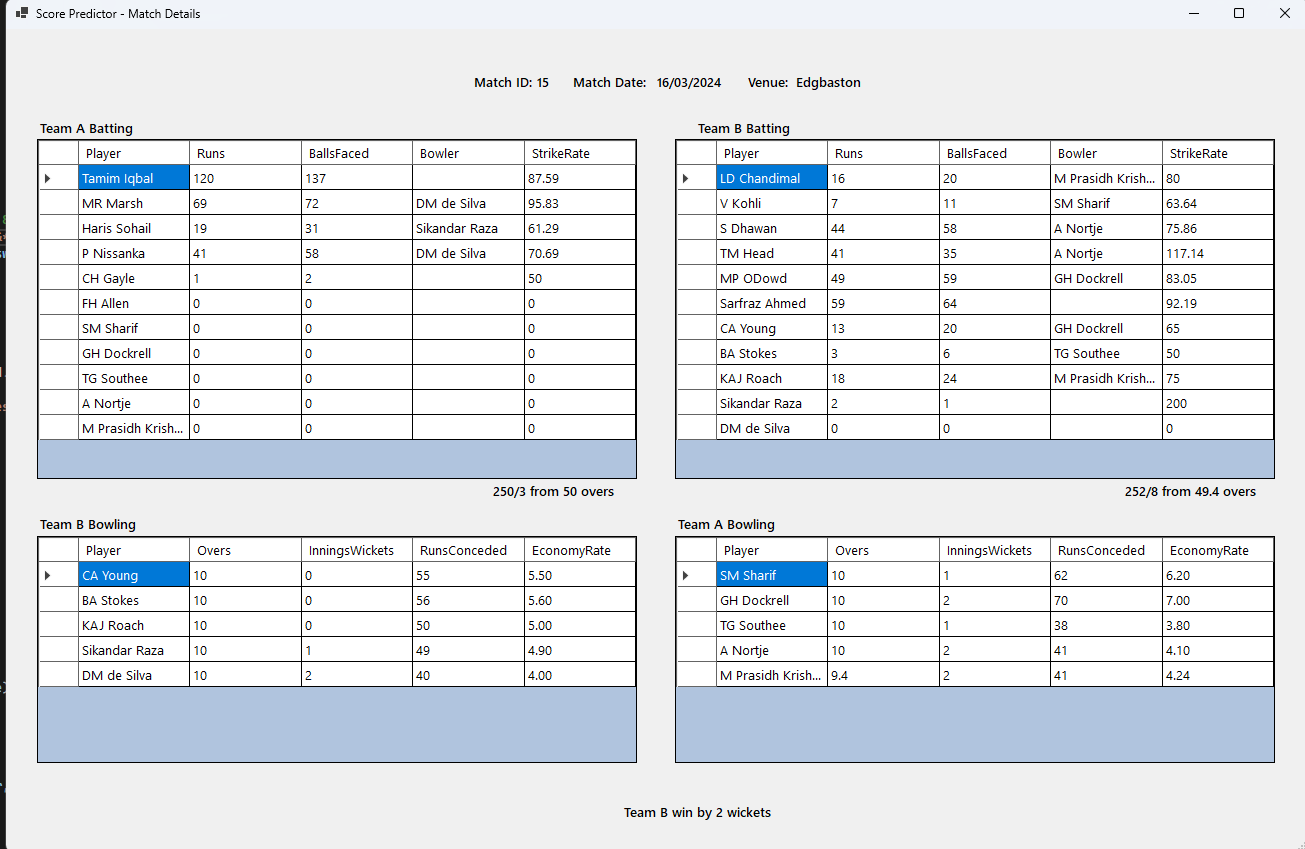 Score Predictor - Match Details
Match ID: 15 Match Date: 16/03/2024 Venue: Edgbaston
Team A Batting
Player Runs BallsFaced Bowler StrikeRate
Tamim Iqbal 120 137 87.59
MR Marsh 69 72 DM de Silva 95.83
Haris Sohail 19 31 Sikandar Raza 61.29
P Nissanka 41 58 DM de Silva 70.69
CH Gayle 1 2 50
FH Allen 0 0 0
SM Sharif 0 0 0
GH Dockrell 0 0 0
TG Southee 0 0 0
A Nortje 0 0 0
M Prasidh Krish... 0 0 0
250/3 from 50 overs
Team B Batting
Player Runs BallsFaced Bowler StrikeRate
LD Chandimal 16 20 M Prasidh Krish... 80
V Kohli 7 11 SM Sharif 63.64
S Dhawan 44 58 A Nortje 75.86
TM Head 41 35 A Nortje 117.14
MP ODowd 49 59 GH Dockrell 83.05
Sarfraz Ahmed 59 64 92.19
CA Young 13 20 GH Dockrell 65
BA Stokes 3 6 TG Southee 50
KAJ Roach 18 24 M Prasidh Krish... 75
Sikandar Raza 2 1 200
DM de Silva 0 0 0
252/8 from 49.4 overs
Team B Bowling
Player Overs InningsWickets RunsConceded EconomyRate
CA Young 10 0 55 5.50
BA Stokes 10 0 56 5.60
KAJ Roach 10 0 50 5.00
Sikandar Raza 10 1 49 4.90
DM de Silva 10 2 40 4.00
Team A Bowling
Player Overs InningsWickets RunsConceded EconomyRate
SM Sharif 10 1 62 6.20
GH Dockrell 10 2 70 7.00
TG Southee 10 1 38 3.80
A Nortje 10 2 41 4.10
M Prasidh Krish... 9.4 2 41 4.24
Team B win by 2 wickets